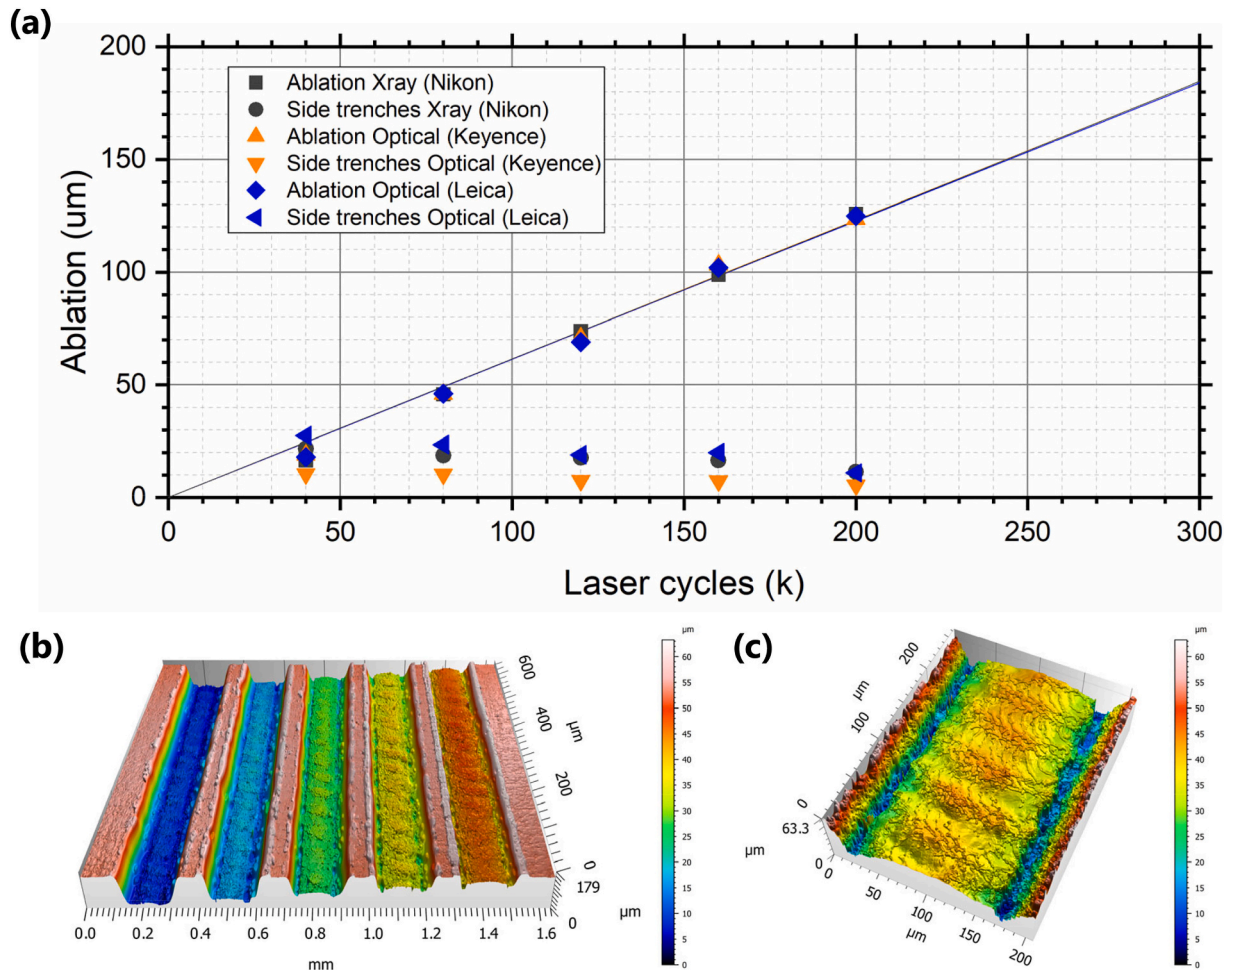 (a)
200
150
100
50
0
Ablation (um)
Ablation Xray (Nikon)
Side trenches Xray (Nikon)
Ablation Optical (Keyence)
Side trenches Optical (Keyence)
Ablation Optical (Leica)
Side trenches Optical (Leica)
0 50 100 150 200 250 300
Laser cycles (k)
(b)
600
400
µm
200
0
179
0
µm
0.0 0.2 0.4 0.6 0.8 1.0 1.2 1.4 1.6
mm
µm
60
55
50
45
40
35
30
25
20
15
10
5
0
(c)
200
µm
100
0
63.3
µm
0
50
100
µm
150
200
µm
60
55
50
45
40
35
30
25
20
15
10
5
0